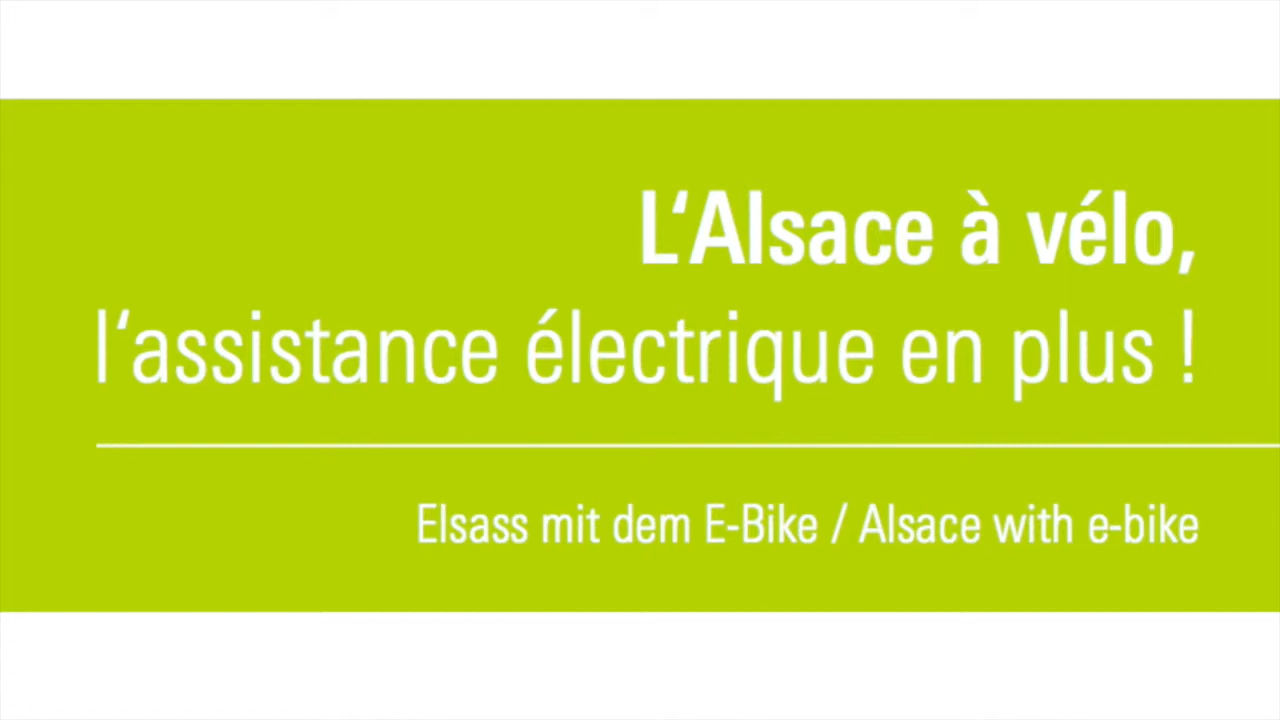 L‘Alsace à vélo,
l‘assistance électrique en plus !
Elsass mit dem E-Bike / Alsace with e-bike